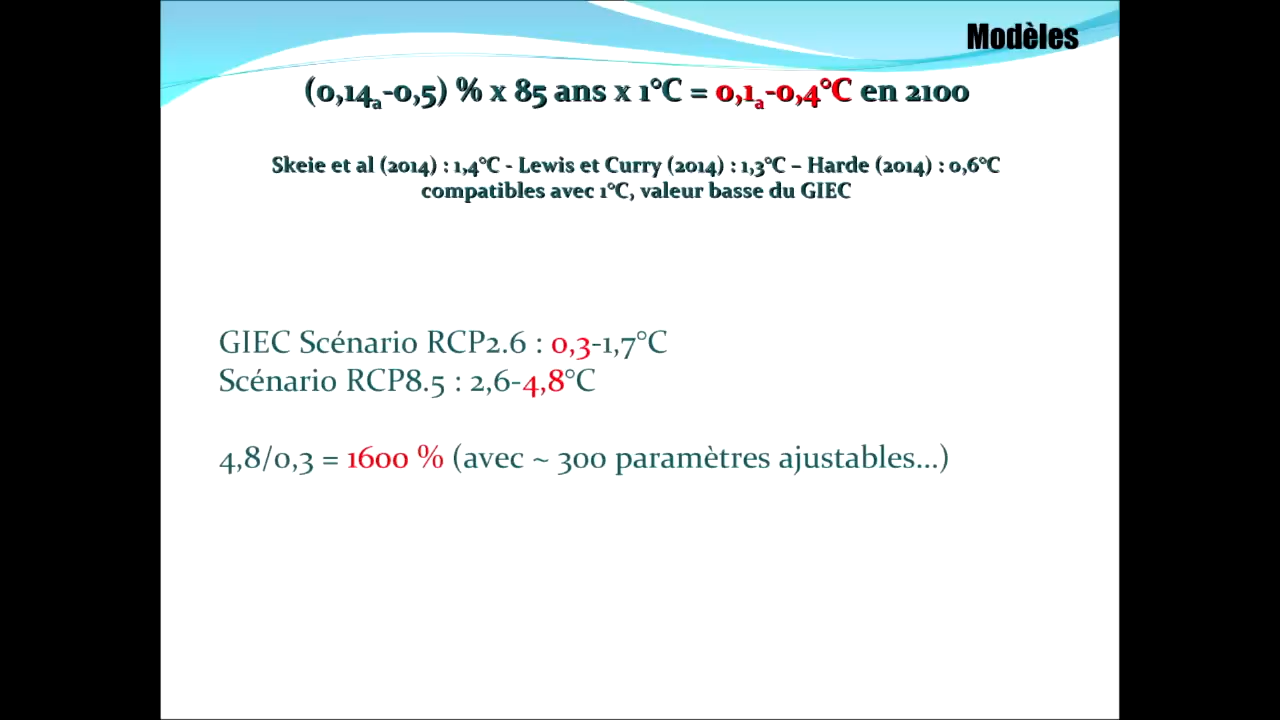 Modèles
(0,14a-0,5) % x 85 ans x 1°C = 0,1a-0,4°C en 2100
Skeie et al (2014) : 1,4°C - Lewis et Curry (2014) : 1,3°C – Harde (2014) : 0,6°C
compatibles avec 1°C, valeur basse du GIEC
GIEC Scénario RCP2.6 : 0,3-1,7°C
Scénario RCP8.5 : 2,6-4,8°C
4,8/0,3 = 1600 % (avec ~ 300 paramètres ajustables...)